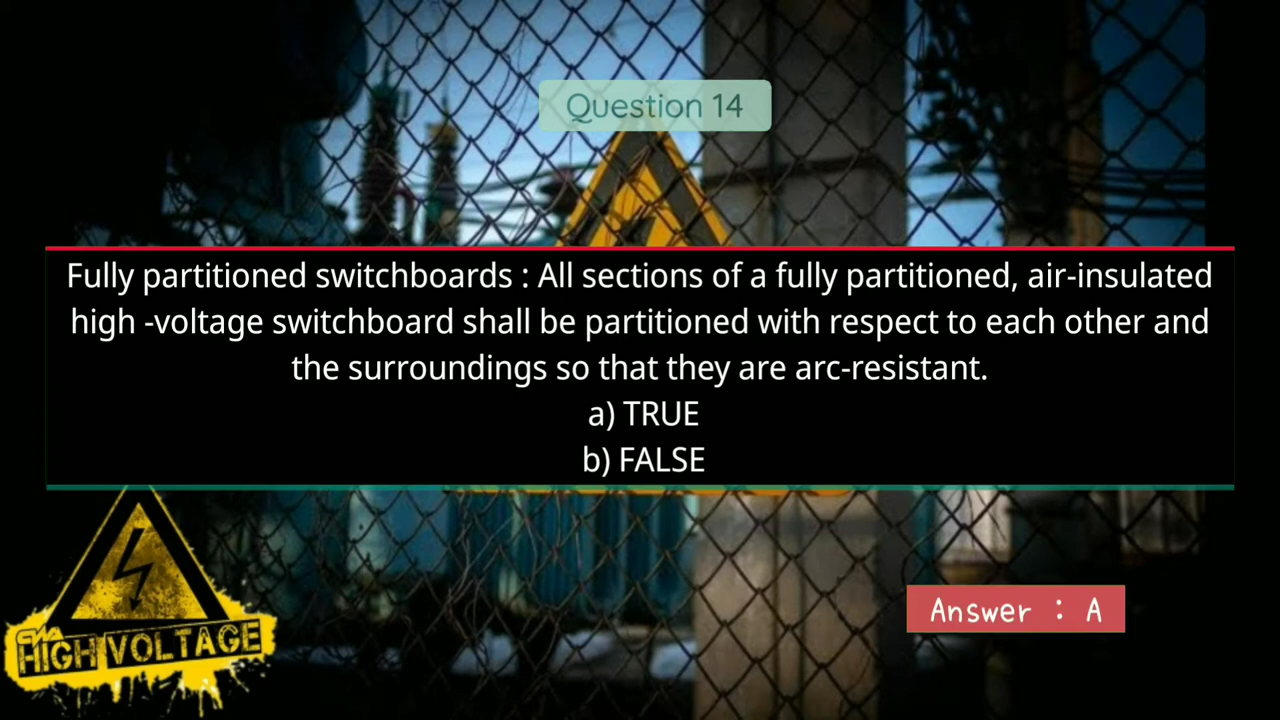 Question 14
Fully partitioned switchboards : All sections of a fully partitioned, air-insulated
high -voltage switchboard shall be partitioned with respect to each other and
the surroundings so that they are arc-resistant.
a) TRUE
b) FALSE
HIGH VOLTAGE
Answer : A